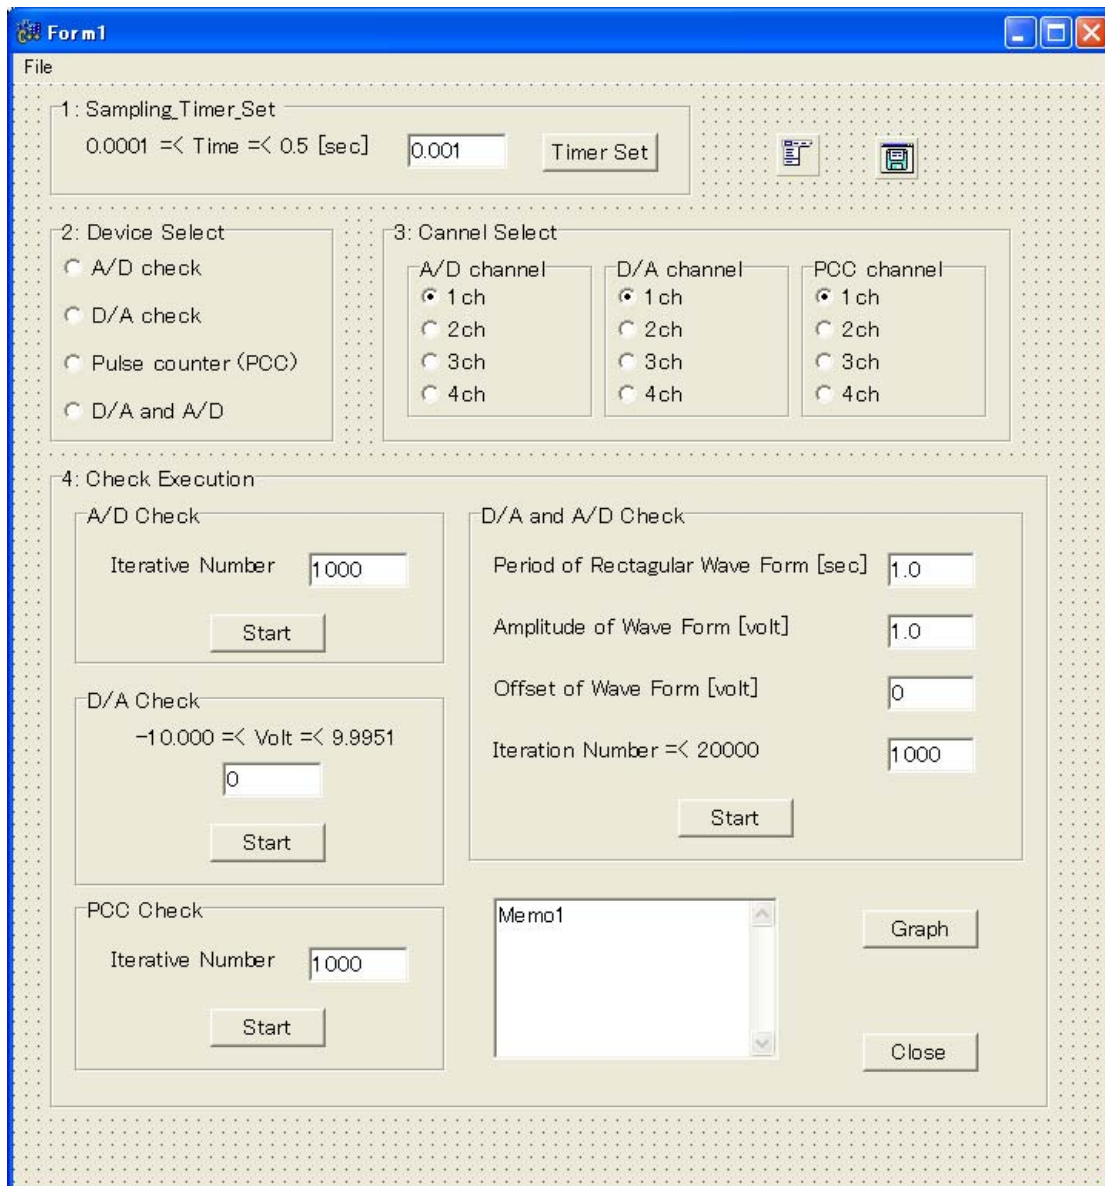 Form1
File
1: Sampling_Timer_Set
0.0001 =< Time =< 0.5 [sec]
0.001
Timer Set
2: Device Select
A/D check
D/A check
Pulse counter (PCC)
D/A and A/D
3: Cannel Select
A/D channel
1ch
2ch
3ch
4ch
D/A channel
1ch
2ch
3ch
4ch
PCC channel
1ch
2ch
3ch
4ch
4: Check Execution
A/D Check
Iterative Number
1000
Start
D/A Check
-10.000 =< Volt =< 9.9951
0
Start
PCC Check
Iterative Number
1000
Start
D/A and A/D Check
Period of Rectagular Wave Form [sec]
1.0
Amplitude of Wave Form [volt]
1.0
Offset of Wave Form [volt]
0
Iteration Number =< 20000
1000
Start
Memo1
Graph
Close